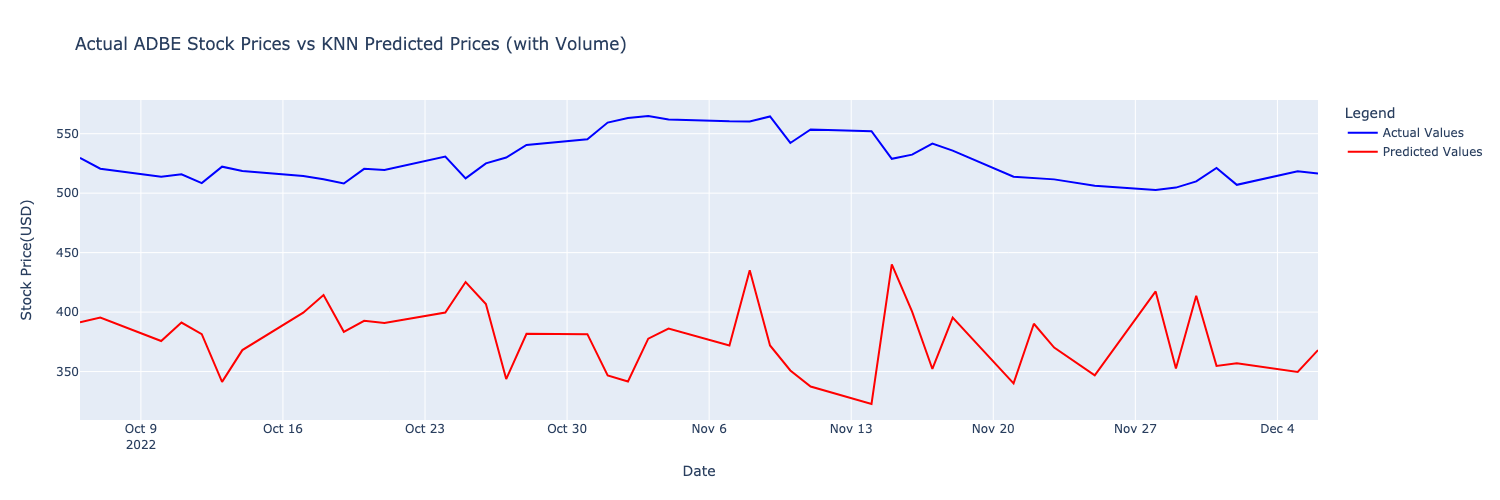 Actual ADBE Stock Prices vs KNN Predicted Prices (with Volume)
Legend
Actual Values
Predicted Values
Stock Price(USD)
550
500
450
400
350
Oct 9
2022
Oct 16
Oct 23
Oct 30
Nov 6
Nov 13
Nov 20
Nov 27
Dec 4
Date